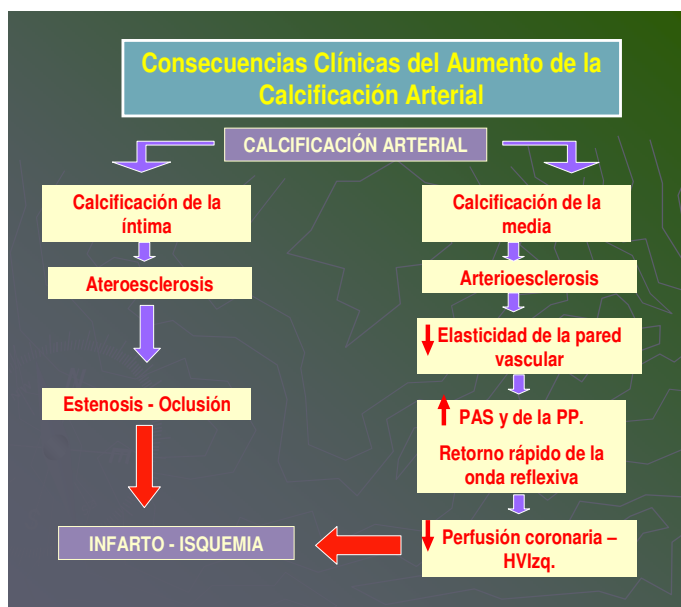 Consecuencias Clínicas del Aumento de la
Calcificación Arterial
CALCIFICACIÓN ARTERIAL
Calcificación de la
íntima
Ateroesclerosis
Estenosis - Oclusión
INFARTO - ISQUEMIA
Calcificación de la
media
Arterioesclerosis
Elasticidad de la pared
vascular
PAS y de la PP.
Retorno rápido de la
onda reflexiva
Perfusión coronaria –
HVIzq.